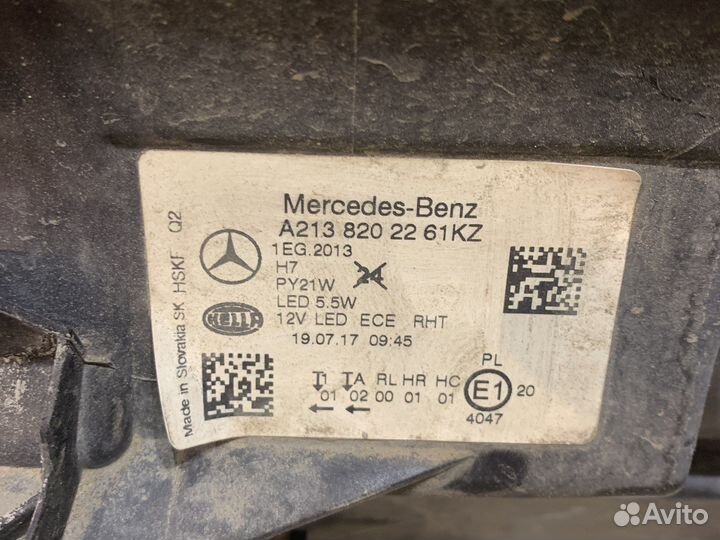 Mercedes-Benz
A213 820 22 61KZ
1EG.2013
H7
PY21W 24
LED 5.5W
12V LED ECE RHT
19.07.17 09:45
HELLA
Made in Slovakia SK HSKF Q2
T1 TA RL HR HC
01 02 00 01 01
PL
E1 20
4047
Avito